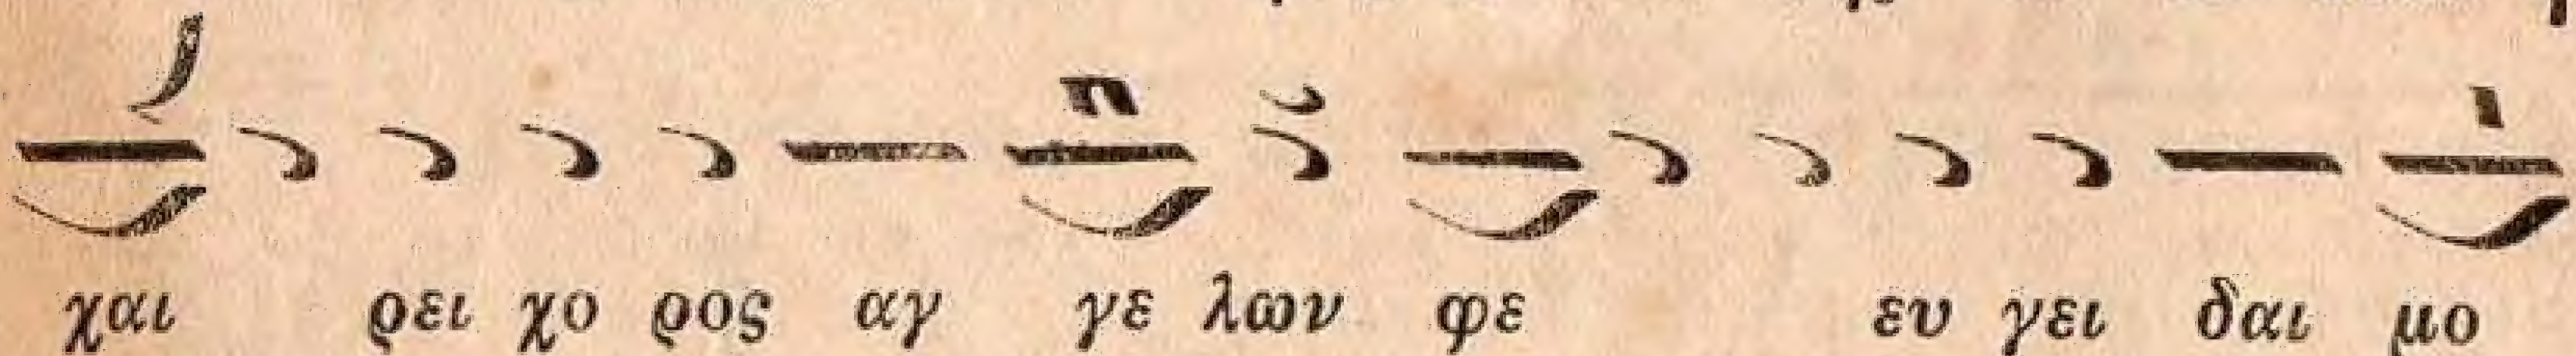 χαι ρει χο ρος αγ γε λων φε ευ γει δαι μο